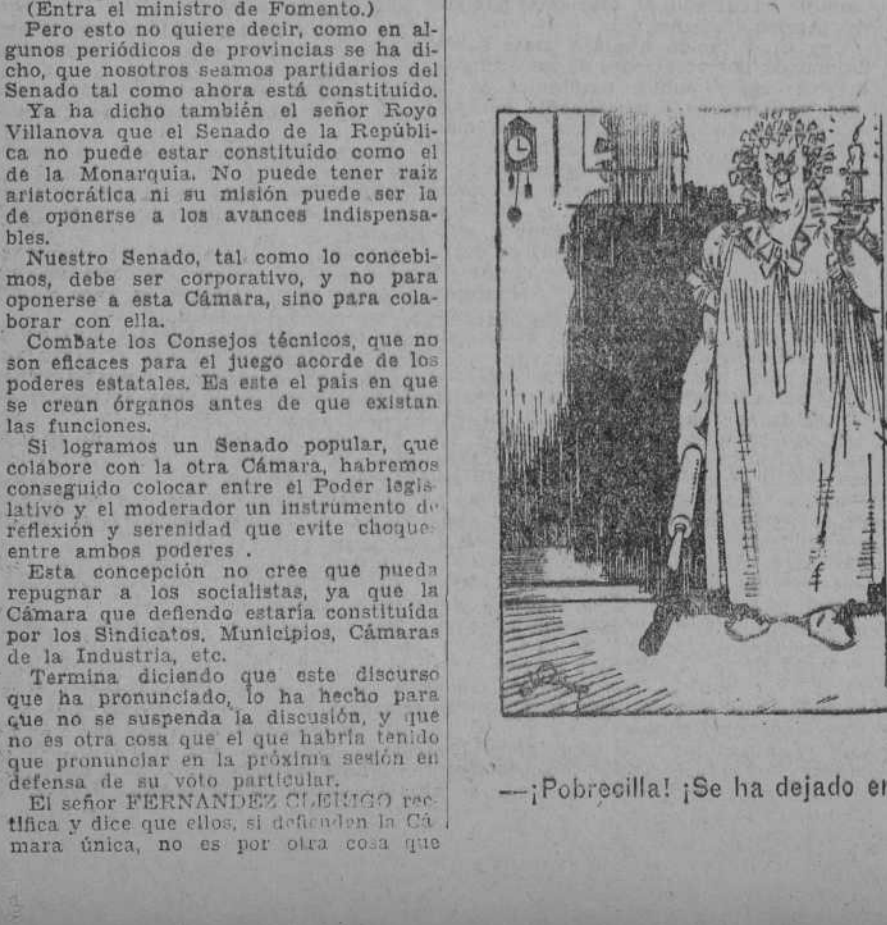 (Entra el ministro de Fomento.)
Pero esto no quiere decir, como en al-
gunos periódicos de provincias se ha di-
cho, que nosotros seamos partidarios del
Senado tal como ahora está constituído.
Ya ha dicho también el señor Royo
Villanova que el Senado de la Repúbli-
ca no puede estar constituído como el
de la Monarquía. No puede tener raíz
aristocrática ni su misión puede ser la
de oponerse a los avances indispensa-
bles.
Nuestro Senado, tal como lo concebi-
mos, debe ser corporativo, y no para
oponerse a esta Cámara, sino para cola-
borar con ella.
Combate los Consejos técnicos, que no
son eficaces para el juego acorde de los
poderes estatales. Es este el país en que
se crean órganos antes de que existan
las funciones.
Si logramos un Senado popular, que
colabore con la otra Cámara, habremos
conseguido colocar entre el Poder legis-
lativo y el moderador un instrumento de
reflexión y serenidad que evite choques
entre ambos poderes .
Esta concepción no cree que pueda
repugnar a los socialistas, ya que la
Cámara que defiendo estaría constituída
por los Sindicatos, Municipios, Cámaras
de la Industria, etc.
Termina diciendo que este discurso
que ha pronunciado, lo ha hecho para
que no se suspenda la discusión, y que
no es otra cosa que el que habría tenido
que pronunciar en la próxima sesión en
defensa de su voto particular.
El señor FERNANDEZ CLERIGO rec-
tifica y dice que ellos, si defienden la Cá
mara única, no es por otra cosa que
—¡Pobrecilla! ¡Se ha dejado en